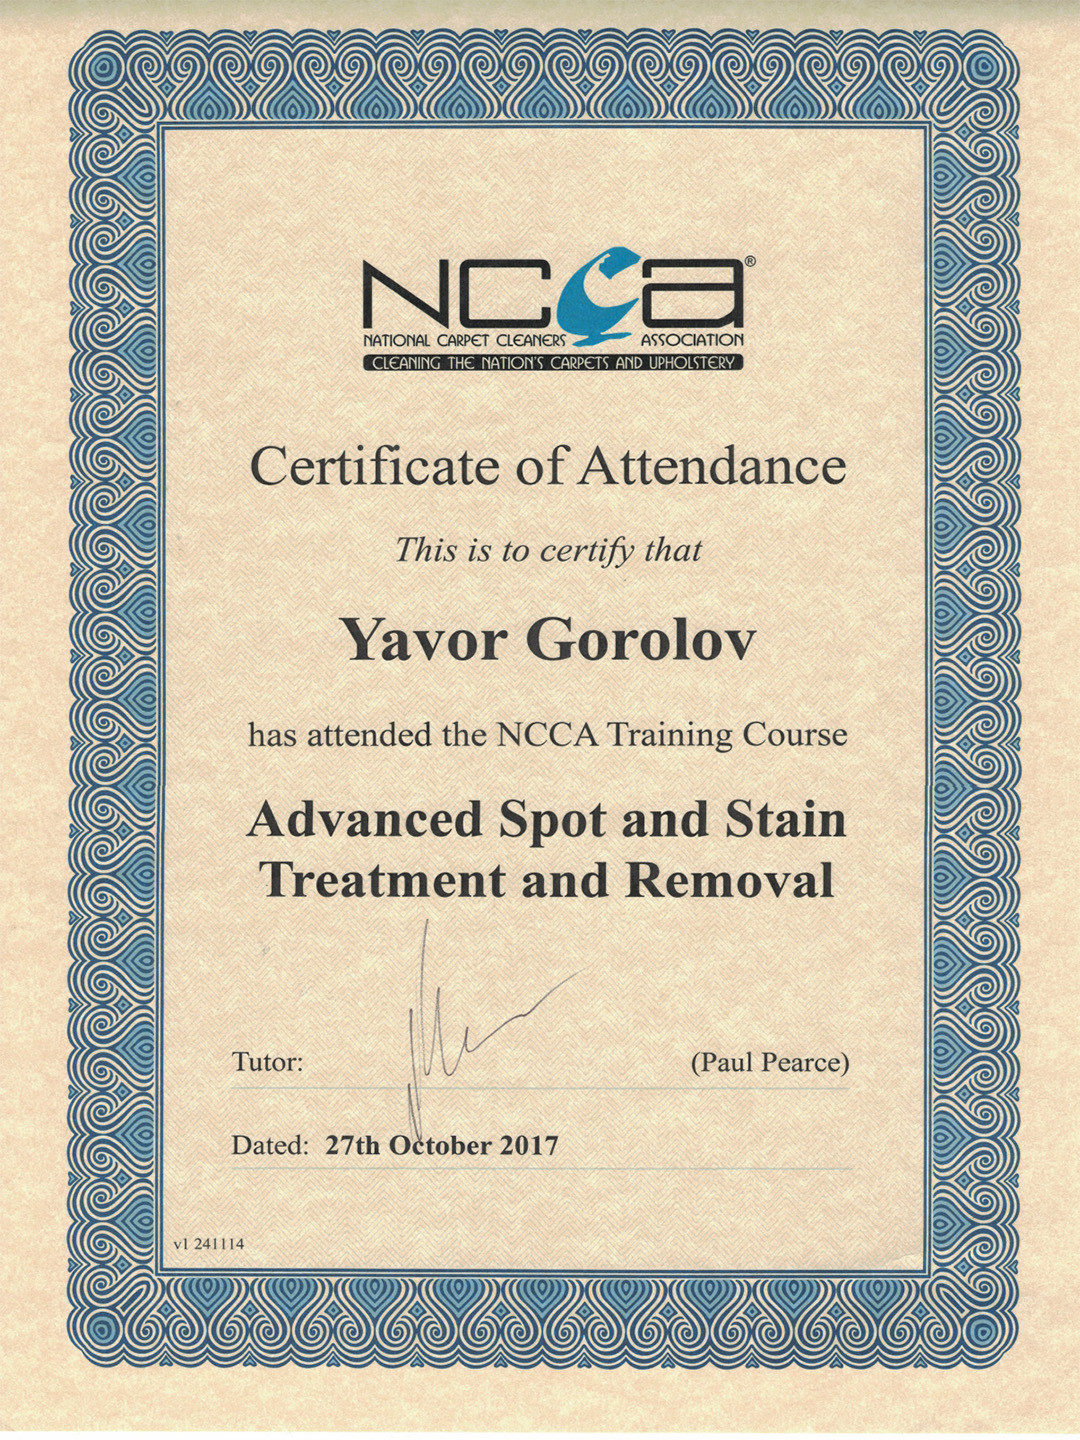 NCCA®
NATIONAL CARPET CLEANERS ASSOCIATION
CLEANING THE NATION'S CARPETS AND UPHOLSTERY
Certificate of Attendance
This is to certify that
Yavor Gorolov
has attended the NCCA Training Course
Advanced Spot and Stain
Treatment and Removal
Tutor: (Paul Pearce)
Dated: 27th October 2017
v1 241114